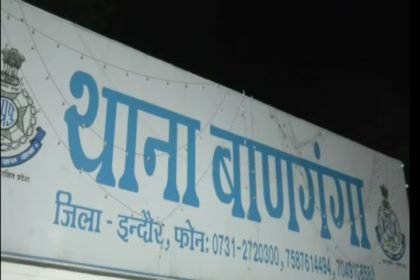 थाना बाणगंगा
जिला - इन्दौर, फोन: 0731-2720300, 7587614494,